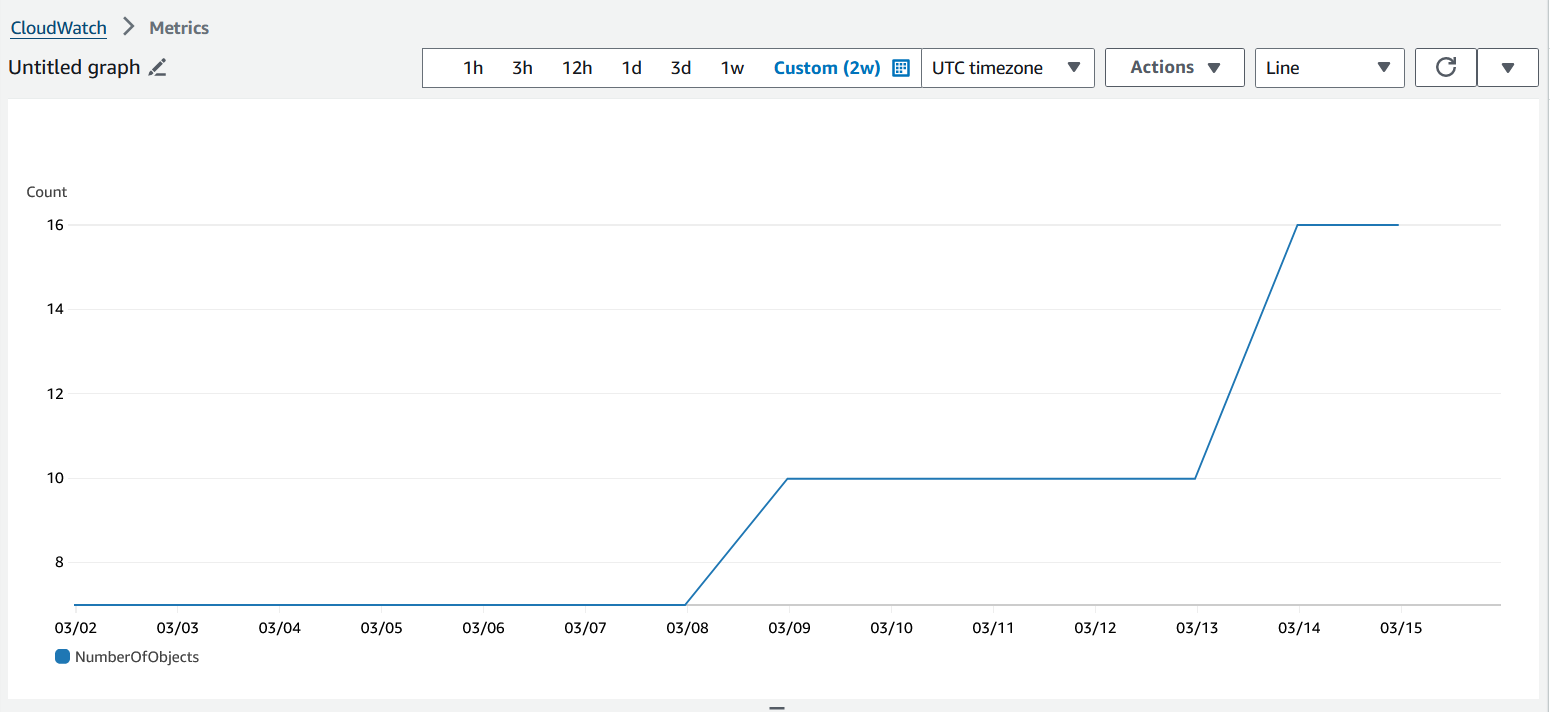 CloudWatch > Metrics
Untitled graph
1h 3h 12h 1d 3d 1w Custom (2w) UTC timezone Actions Line
Count
16
14
12
10
8
03/02 03/03 03/04 03/05 03/06 03/07 03/08 03/09 03/10 03/11 03/12 03/13 03/14 03/15
NumberOfObjects